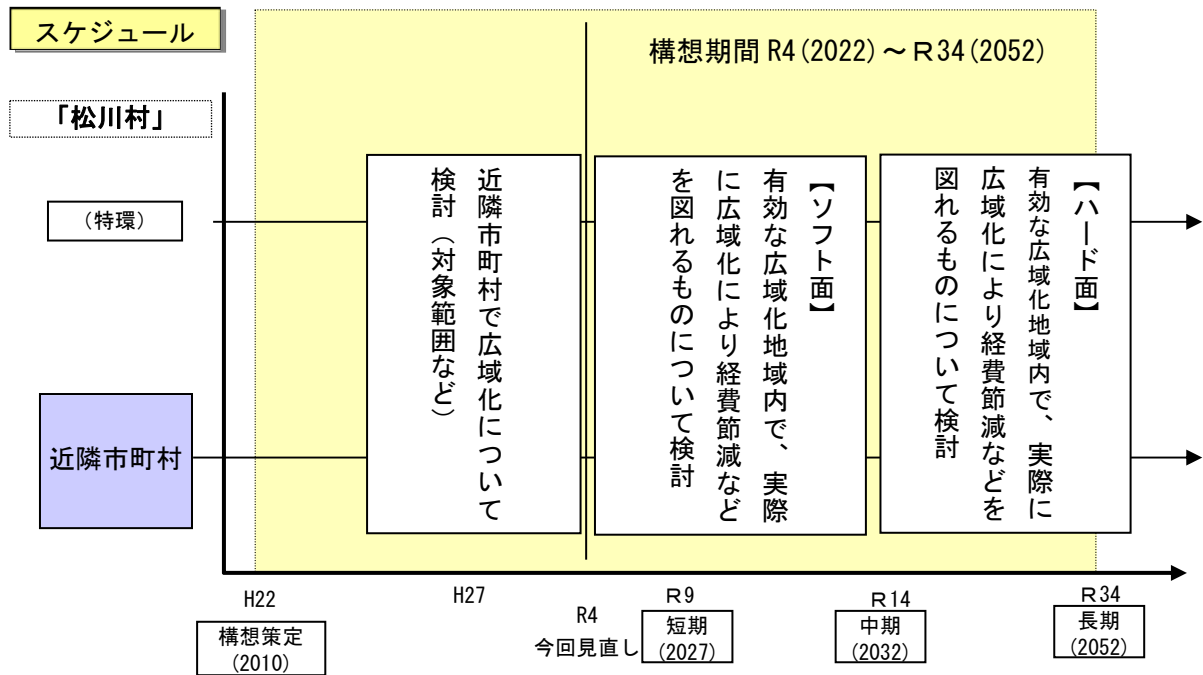 スケジュール
構想期間 R4(2022)～R34(2052)
「松川村」
(特環)
近隣市町村
近隣市町村で広域化について
検討（対象範囲など）
【ソフト面】
有効な広域化地域内で、実際
に広域化により経費節減など
を図れるものについて検討
【ハード面】
有効な広域化地域内で、実際に
広域化により経費節減などを
図れるものについて検討
H22
構想策定
(2010)
H27
R4
今回見直し
R9
短期
(2027)
R14
中期
(2032)
R34
長期
(2052)